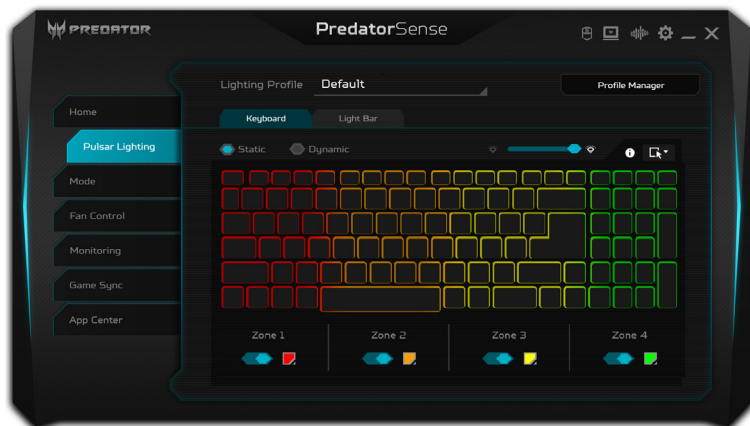 PREDATOR
PredatorSense
Lighting Profile Default
Profile Manager
Keyboard Light Bar
Static Dynamic
Home
Pulsar Lighting
Mode
Fan Control
Monitoring
Game Sync
App Center
Zone 1 Zone 2 Zone 3 Zone 4